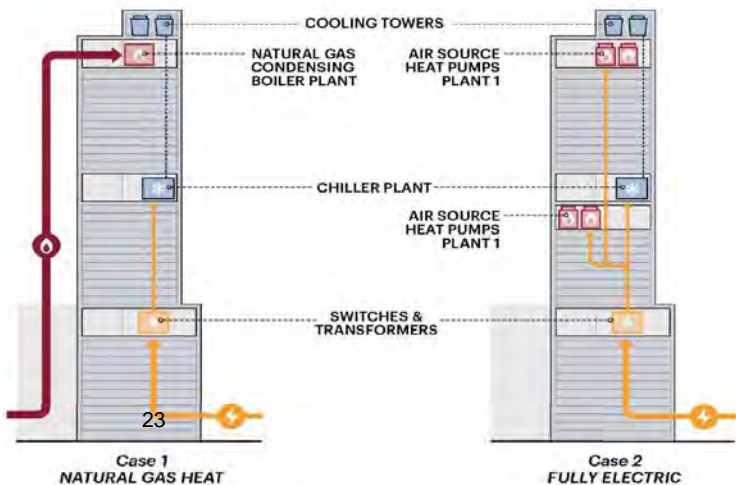 COOLING TOWERS
NATURAL GAS
CONDENSING
BOILER PLANT
AIR SOURCE
HEAT PUMPS
PLANT 1
CHILLER PLANT
AIR SOURCE
HEAT PUMPS
PLANT 1
SWITCHES &
TRANSFORMERS
23
Case 1
NATURAL GAS HEAT
Case 2
FULLY ELECTRIC